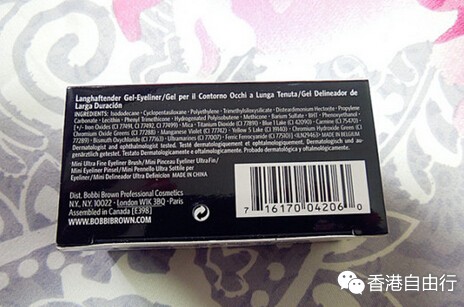 Langhaftender Gel-Eyeliner/Gel per il Contorno Occhi a Lunga Tenuta/Gel Delineador de
Larga Duración
INGREDIENTS: Isododecane • Cyclopentasiloxane • Polyethylene • Trimethylsiloxysilicate • Disteardimonium Hectorite • Propylene
Carbonate • Lecithin • Phenyl Trimethicone • Hydrogenated Polyisobutene • Methicone • Barium Sulfate • BHT • Phenoxyethanol •
[+/- Iron Oxides (CI 77491, CI 77492, CI 77499) • Mica • Titanium Dioxide (CI 77891) • Blue 1 Lake (CI 42090) • Carmine (CI 75470) •
Chromium Oxide Greens (CI 77288) • Manganese Violet (CI 77742) • Yellow 5 Lake (CI 19140) • Chromium Hydroxide Green (CI
77289) • Bismuth Oxychloride (CI 77163) • Ultramarines (CI 77007) • Ferric Ferrocyanide (CI 77510)] MADE IN BELGIUM
Dermatologist and ophthalmologist tested. Testé dermatologiquement et ophtalmologiquement. Dermatologisch und au-
genärztlich getestet. Testato Dermatologicamente e oftalmologicamente. Probado dermatológica y oftalmológicamente.
Mini Ultra Fine Eyeliner Brush/Mini Pinceau Eyeliner UltraFin/
Mini Eyeliner Pinsel/Mini Pennello Ultra Sottile per
Eyeliner/Mini Delineador Ultra Delineador MADE IN CHINA
Dist. Bobbi Brown Professional Cosmetics
N.Y., N.Y. 10022 • London W1K 3BQ • Paris
Assembled in Canada [E39B]
WWW.BOBBIBROWN.COM
7 16170 04206 0
香港自由行